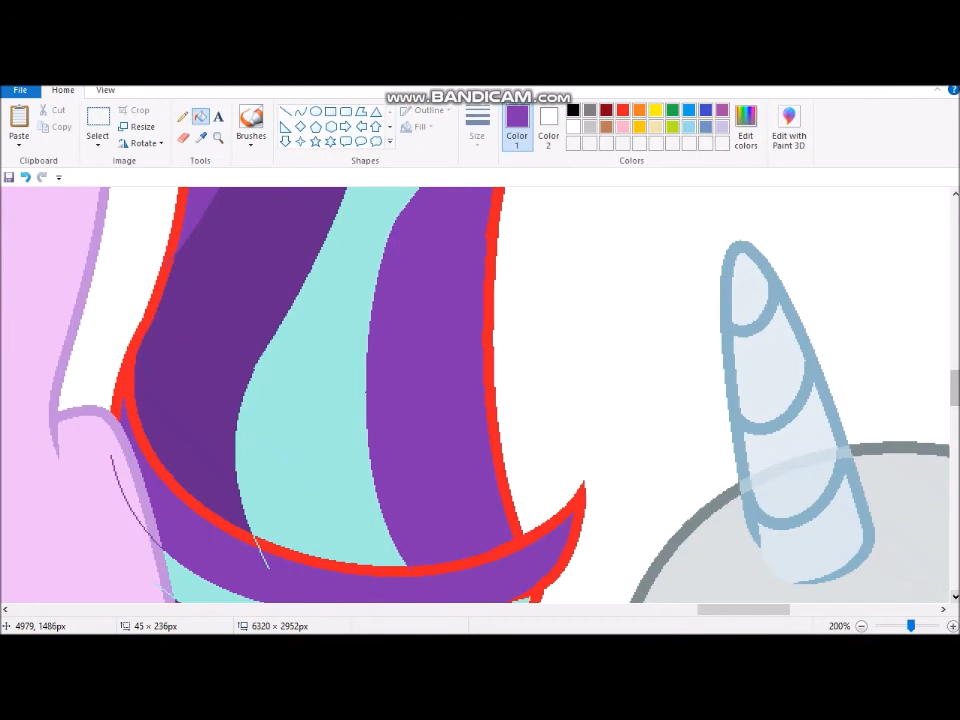 File Home View
www.BANDICAM.com
Cut
Copy
Paste
Clipboard
Select
Crop
Resize
Rotate
Image
A
Tools
Brushes
Outline
Fill
Shapes
Size
Color
1
Color
2
Edit
colors
Colors
Edit with
Paint 3D
4979, 1486px 45 × 236px 6320 × 2952px 200%